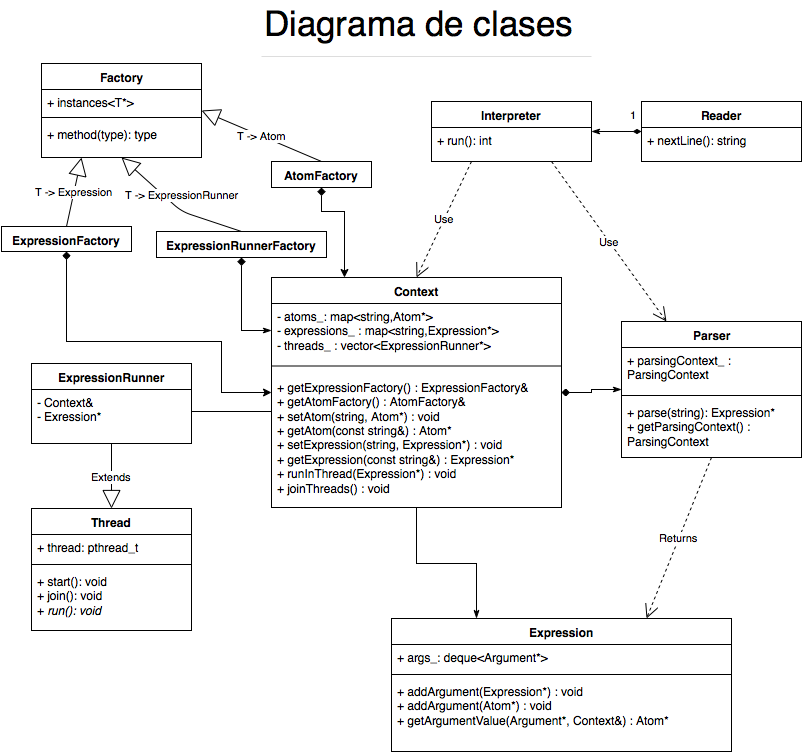 Diagrama de clases
Factory
+ instances<T*>
+ method(type): type
T -> Atom
T -> Expression
T -> ExpressionRunner
AtomFactory
ExpressionFactory
ExpressionRunnerFactory
Interpreter
+ run(): int
1
Reader
+ nextLine(): string
Use
Use
Context
- atoms_: map<string,Atom*>
- expressions_ : map<string,Expression*>
- threads_ : vector<ExpressionRunner*>
+ getExpressionFactory() : ExpressionFactory&
+ getAtomFactory() : AtomFactory&
+ setAtom(string, Atom*) : void
+ getAtom(const string&) : Atom*
+ setExpression(string, Expression*) : void
+ getExpression(const string&) : Expression*
+ runInThread(Expression*) : void
+ joinThreads() : void
Parser
+ parsingContext_ :
ParsingContext
+ parse(string): Expression*
+ getParsingContext() :
ParsingContext
ExpressionRunner
- Context&
- Exression*
Extends
Thread
+ thread: pthread_t
+ start(): void
+ join(): void
+ run(): void
Returns
Expression
+ args_: deque<Argument*>
+ addArgument(Expression*) : void
+ addArgument(Atom*) : void
+ getArgumentValue(Argument*, Context&) : Atom*